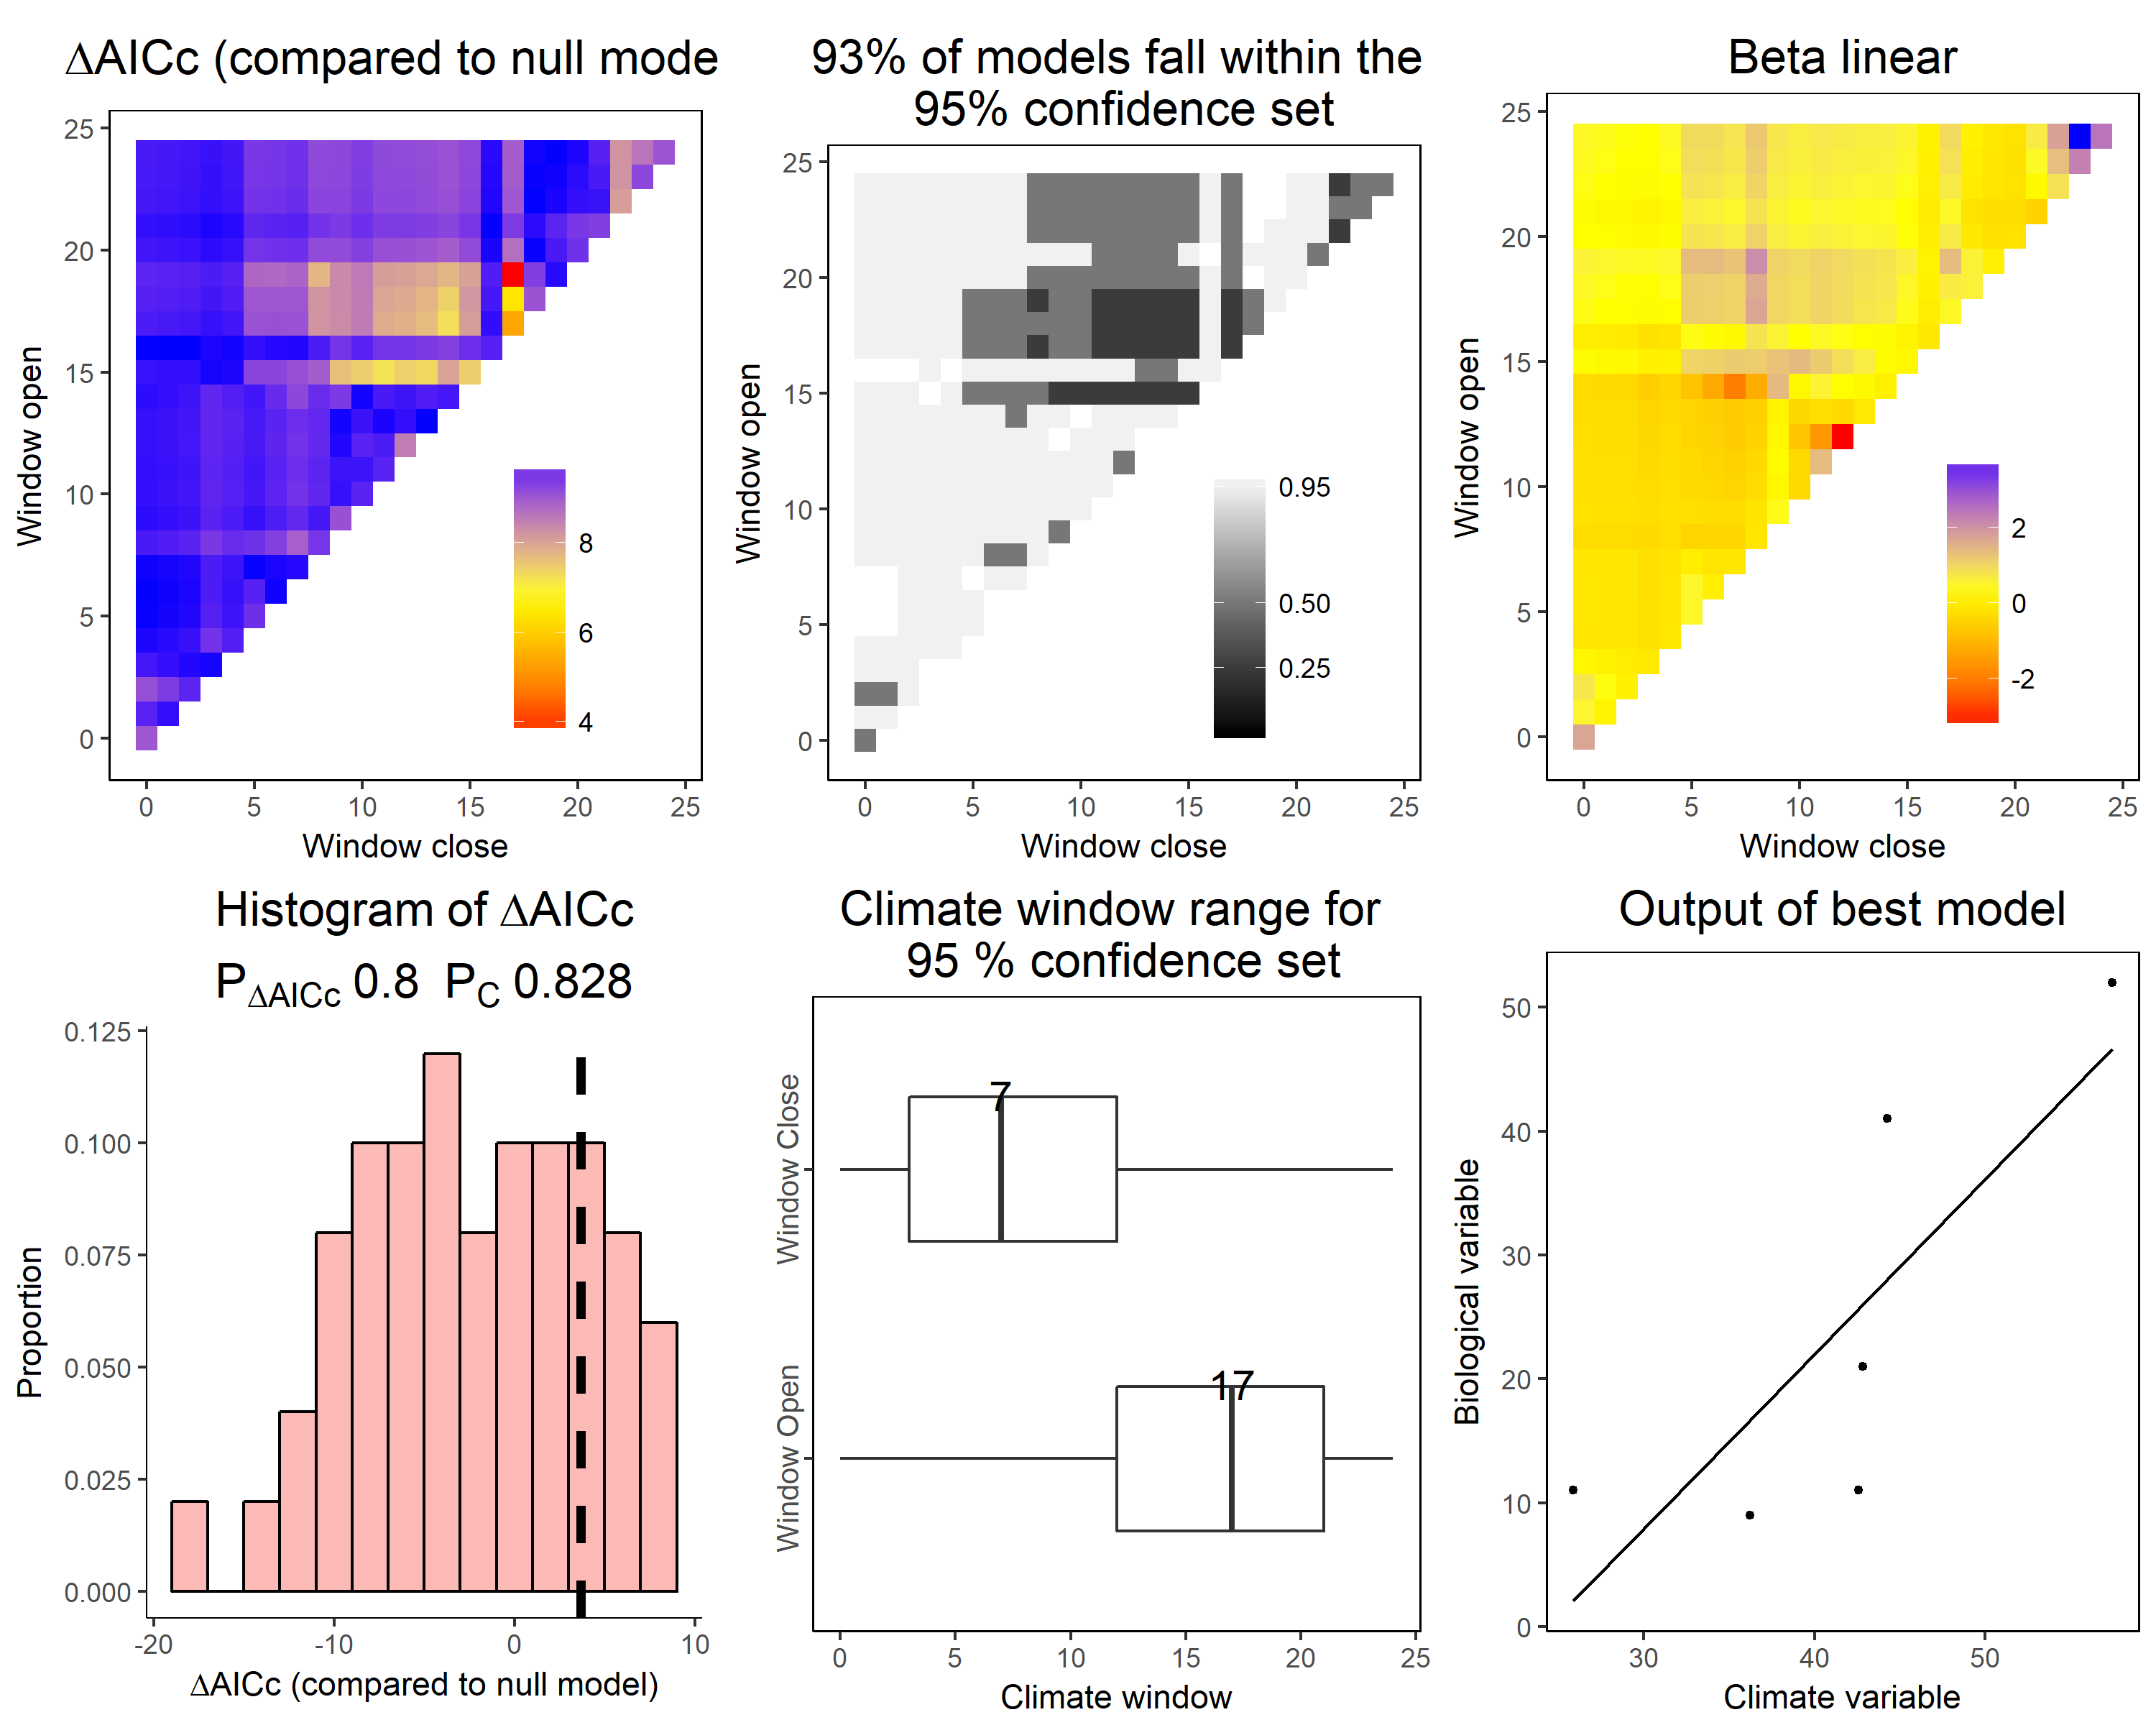 ΔAICc (compared to null mode
25
20
15
10
5
0
Window open
8
6
4
0 5 10 15 20 25
Window close
93% of models fall within the
95% confidence set
25
20
15
10
5
0
Window open
0.95
0.50
0.25
0 5 10 15 20 25
Window close
Beta linear
25
20
15
10
5
0
Window open
2
0
-2
0 5 10 15 20 25
Window close
Histogram of ΔAICc
PΔAICc 0.8 PC 0.828
0.125
0.100
0.075
0.050
0.025
0.000
Proportion
-20 -10 0 10
ΔAICc (compared to null model)
Climate window range for
95 % confidence set
Window Close
7
Window Open
17
0 5 10 15 20 25
Climate window
Output of best model
50
40
30
20
10
0
Biological variable
30 40 50
Climate variable